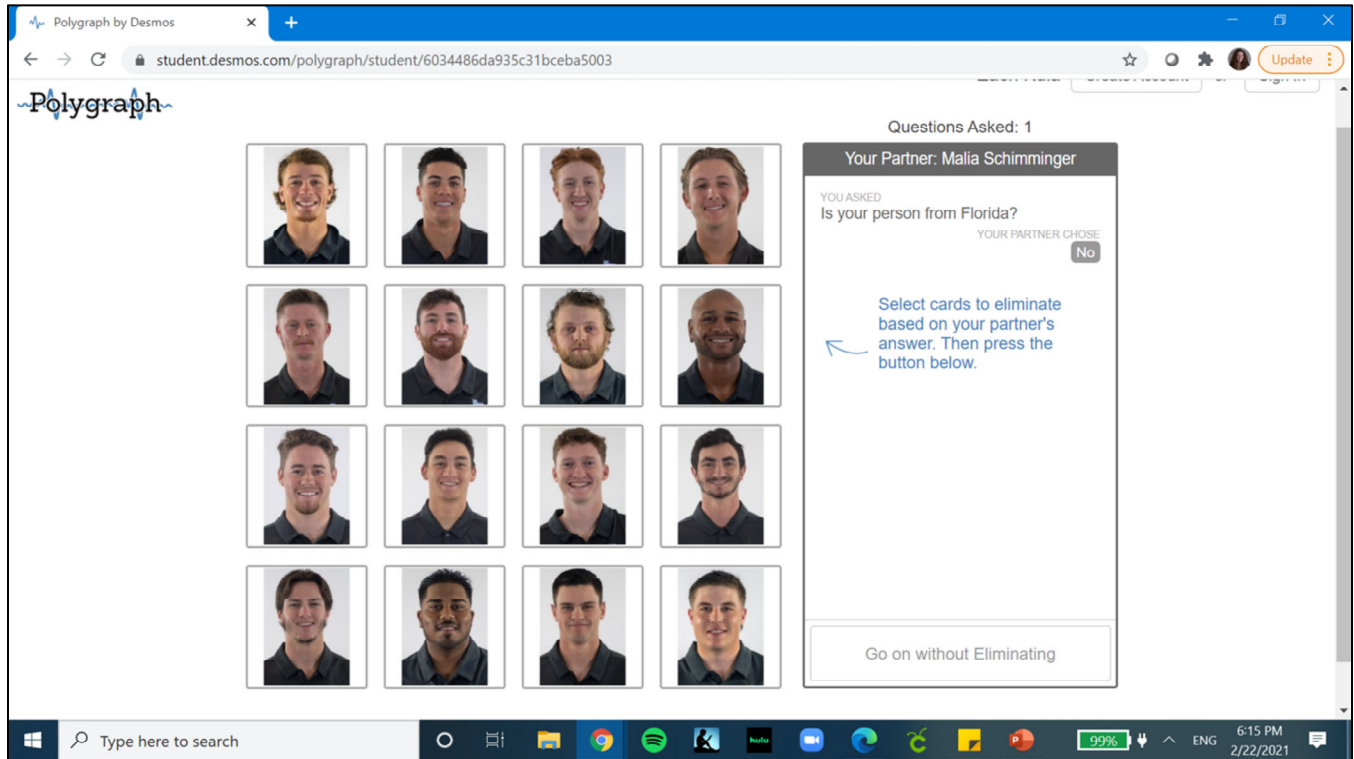 Polygraph by Desmos
student.desmos.com/polygraph/student/6034486da935c31bceba5003
Update
Polygraph
Questions Asked: 1
Your Partner: Malia Schimminger
YOU ASKED
Is your person from Florida?
YOUR PARTNER CHOSE
No
Select cards to eliminate
based on your partner's
answer. Then press the
button below.
Go on without Eliminating
Type here to search
hulu
99%
ENG
6:15 PM
2/22/2021